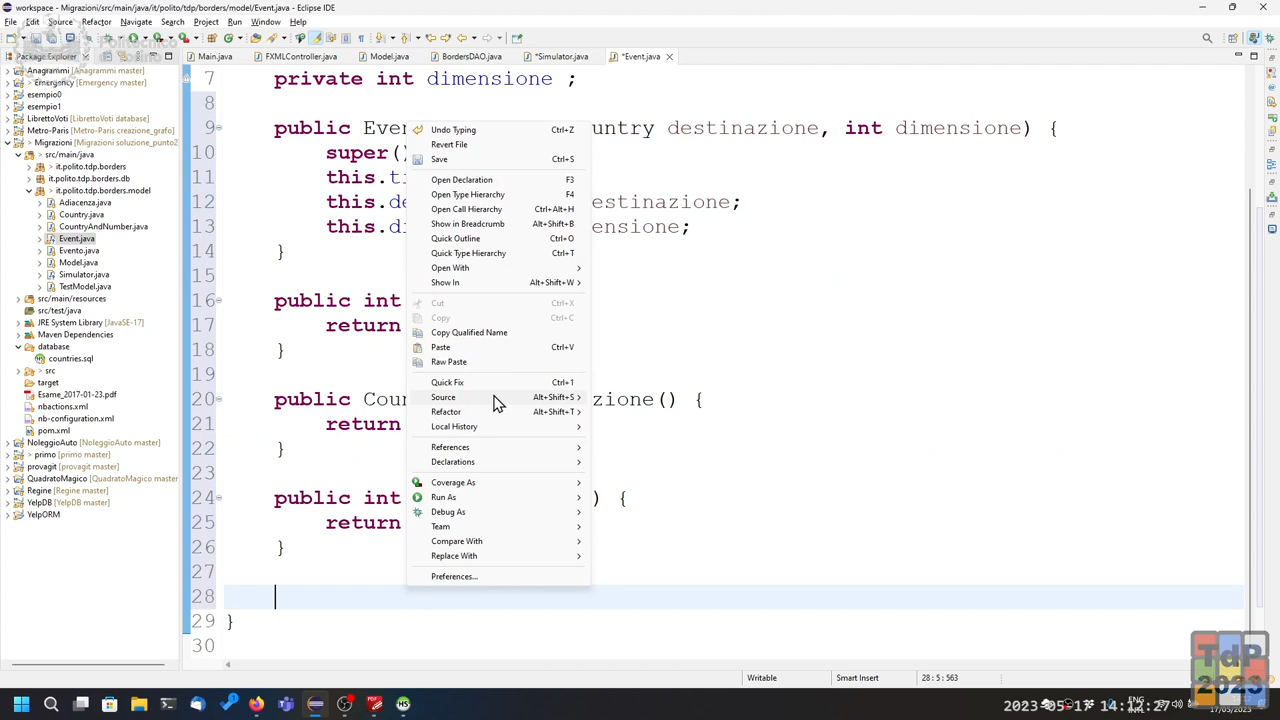 workspace - Migrazioni/src/main/java/it/polito/tdp/borders/model/Event.java - Eclipse IDE
File Edit Source Refactor Navigate Search Project Run Window Help
Package Explorer
Main.java
FXMLController.java
Model.java
BordersDAO.java
*Simulator.java
*Event.java
Anagrammi [Anagrammi master]
> Emergency [Emergency master]
esempio0
esempio1
LibrettoVoti [LibrettoVoti database]
Metro-Paris [Metro-Paris creazione_grafo]
> Migrazioni [Migrazioni soluzione_punto2
> src/main/java
it.polito.tdp.borders
it.polito.tdp.borders.db
it.polito.tdp.borders.model
Adiacenza.java
Country.java
CountryAndNumber.java
Event.java
Evento.java
Model.java
Simulator.java
TestModel.java
src/main/resources
src/test/java
JRE System Library [JavaSE-17]
Maven Dependencies
database
countries.sql
src
target
Esame_2017-01-23.pdf
nbactions.xml
nb-configuration.xml
pom.xml
NoleggioAuto [NoleggioAuto master]
> primo [primo master]
provagit [provagit master]
QuadratoMagico [QuadratoMagico master]
Regine [Regine master]
YelpDB [YelpDB master]
YelpORM
7 private int dimensione ;
8
9 public Eve ountry destinazione, int dimensione) {
10 super()
11 this.ti
12 this.de estinazione;
13 this.di mensione;
14 }
15
16 public int
17 return
18 }
19
20 public Cou zione() {
21 return
22 }
23
24 public int ) {
25 return
26 }
27
28
29 }
30
Undo Typing Ctrl+Z
Revert File
Save Ctrl+S
Open Declaration F3
Open Type Hierarchy F4
Open Call Hierarchy Ctrl+Alt+H
Show in Breadcrumb Alt+Shift+B
Quick Outline Ctrl+O
Quick Type Hierarchy Ctrl+T
Open With >
Show In Alt+Shift+W >
Cut Ctrl+X
Copy Ctrl+C
Copy Qualified Name
Paste Ctrl+V
Raw Paste
Quick Fix Ctrl+1
Source Alt+Shift+S >
Refactor Alt+Shift+T >
Local History >
References >
Declarations >
Coverage As >
Run As >
Debug As >
Team >
Compare With >
Replace With >
Preferences...
Writable
Smart Insert
28 : 5 : 563
TdP
2023
ENG